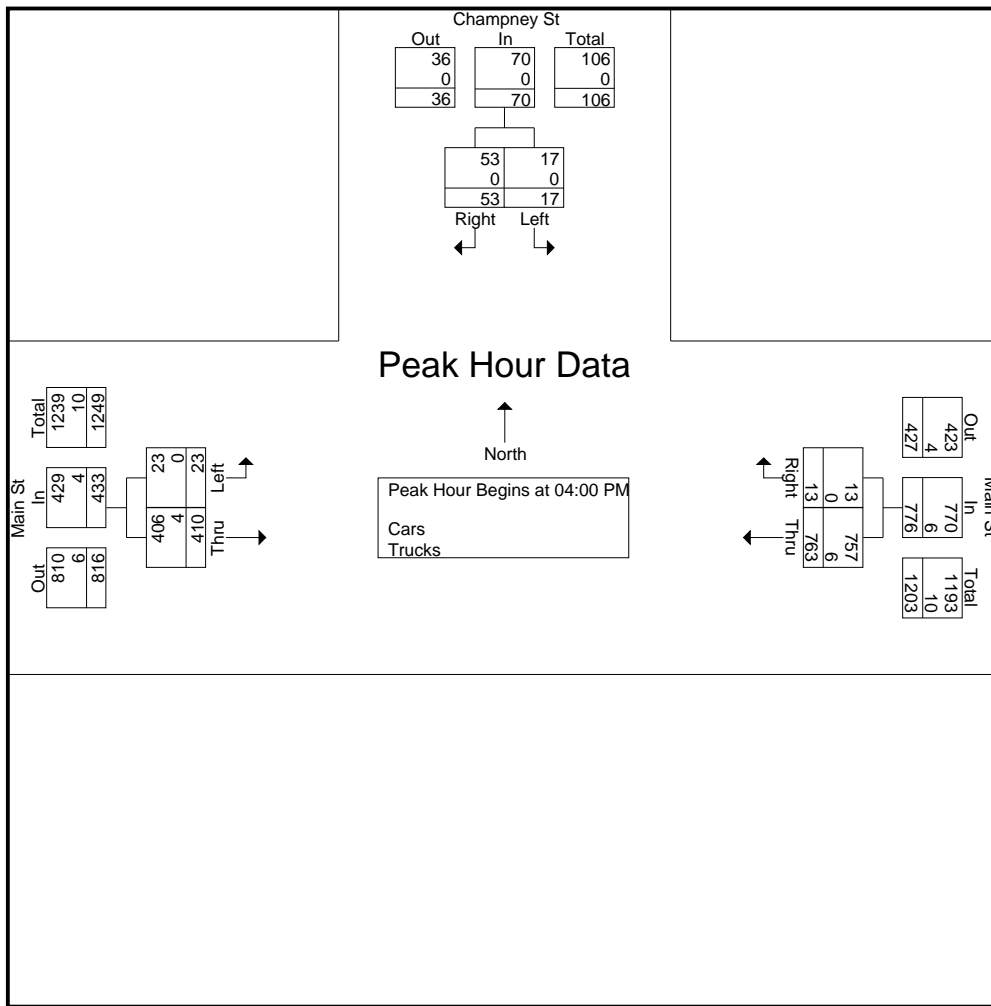 Champney St
Out In Total
36 70 106
0 0 0
36 70 106
53 17
0 0
53 17
Right Left
Peak Hour Data
North
Peak Hour Begins at 04:00 PM
Cars
Trucks
Main St
Out In Total
810 429 1239
6 4 10
816 433 1249
23 406
0 4
23 410
Left Thru
Main St
Out In Total
423 770 1193
4 6 10
427 776 1203
13 757
0 6
13 763
Right Thru